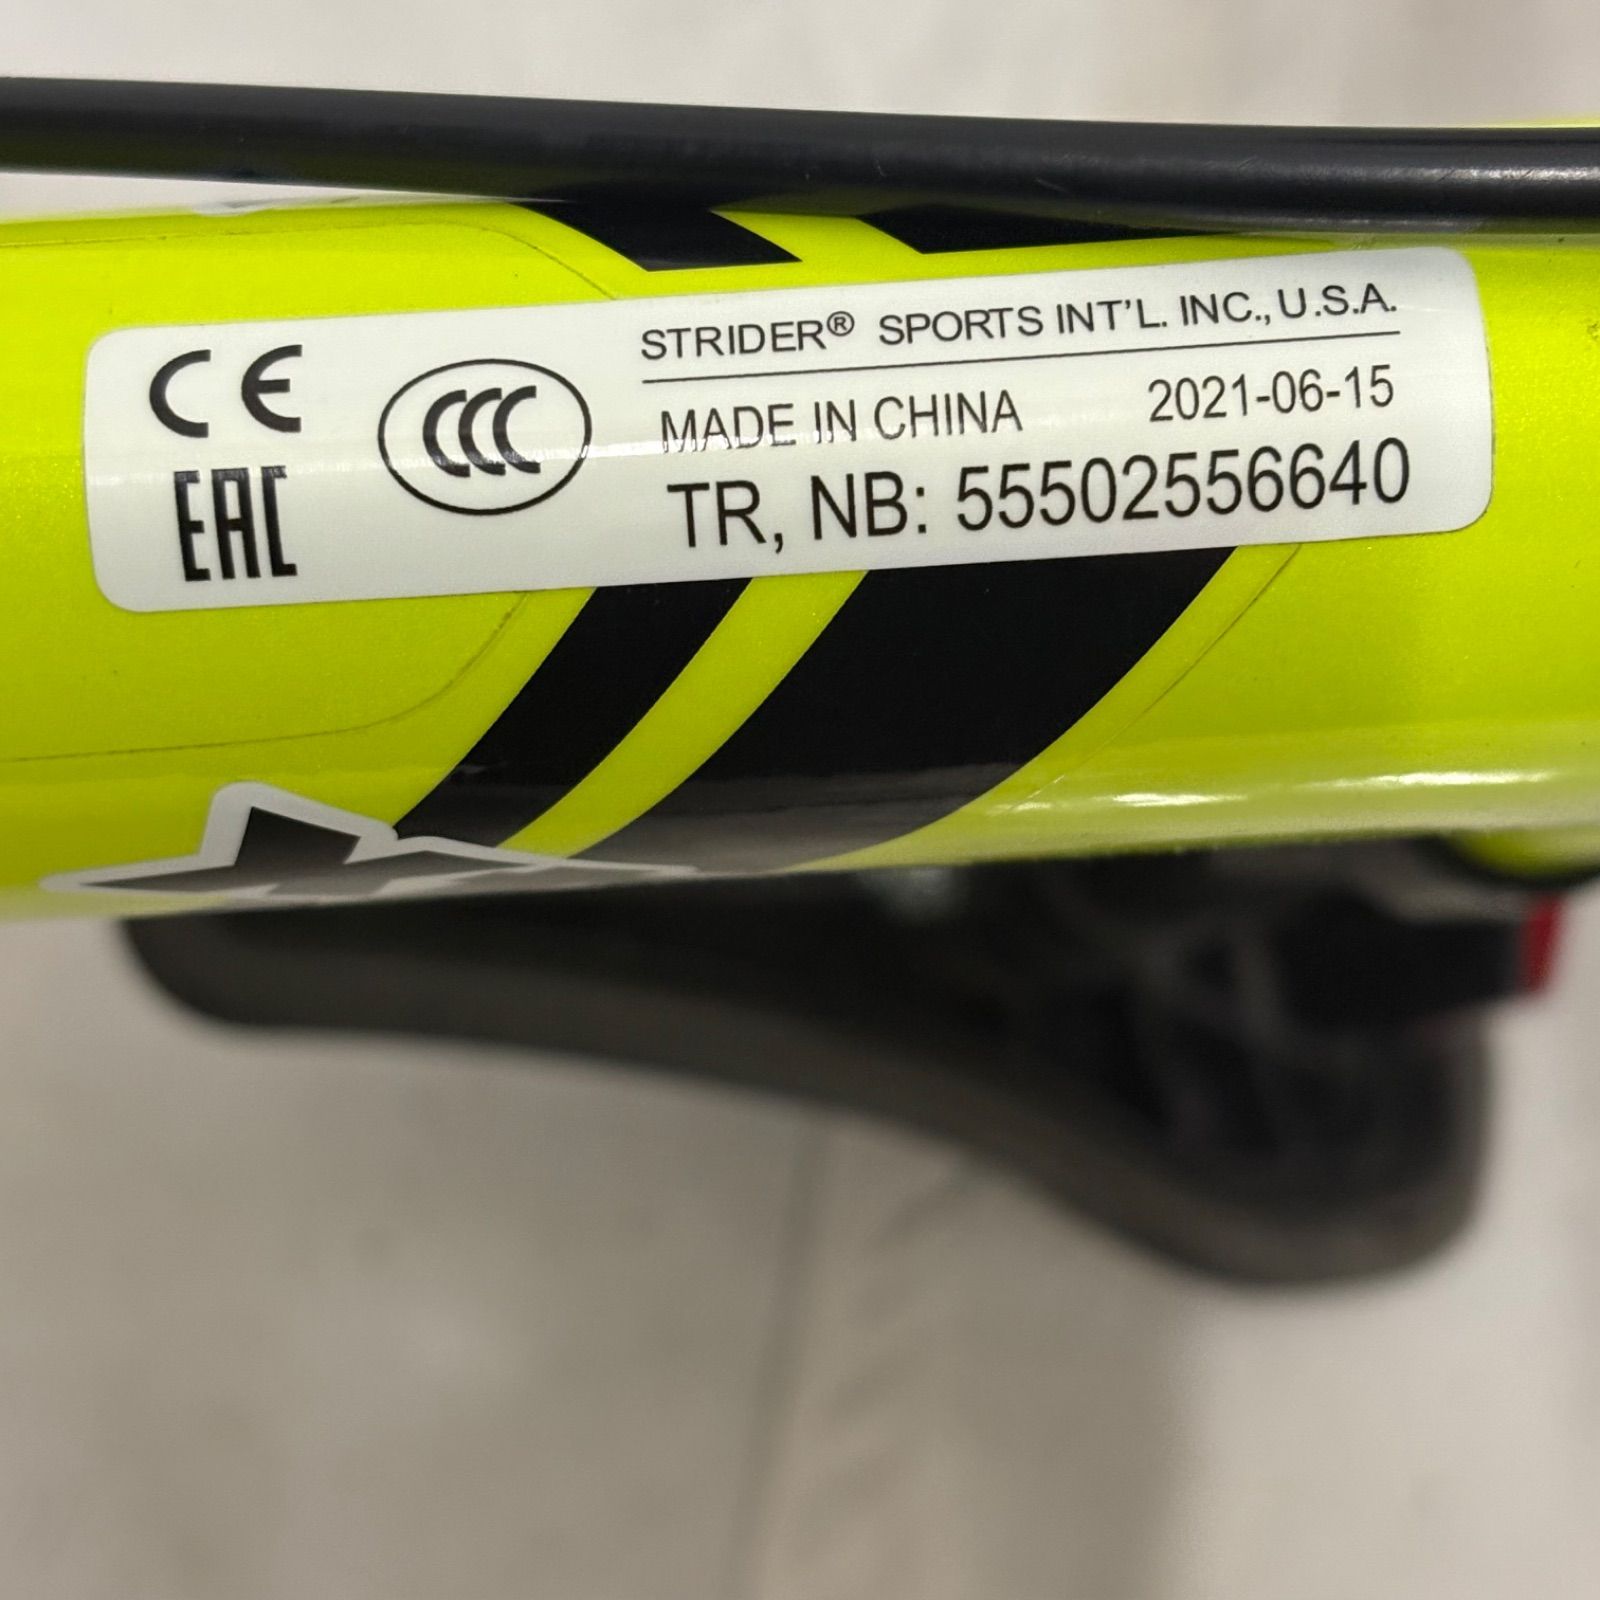 CE
EAC
CCC
STRIDER® SPORTS INT'L. INC., U.S.A.
MADE IN CHINA 2021-06-15
TR, NB: 55502556640